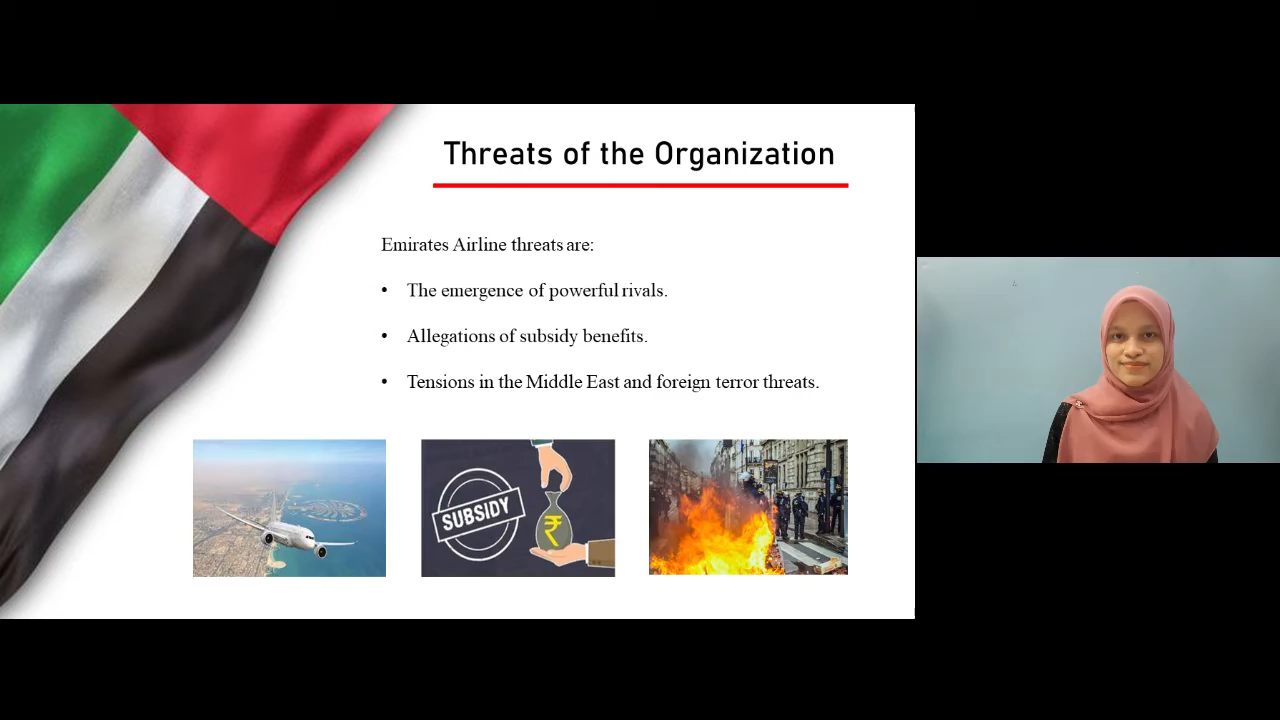 Threats of the Organization
Emirates Airline threats are:
• The emergence of powerful rivals.
• Allegations of subsidy benefits.
• Tensions in the Middle East and foreign terror threats.
SUBSIDY
₹